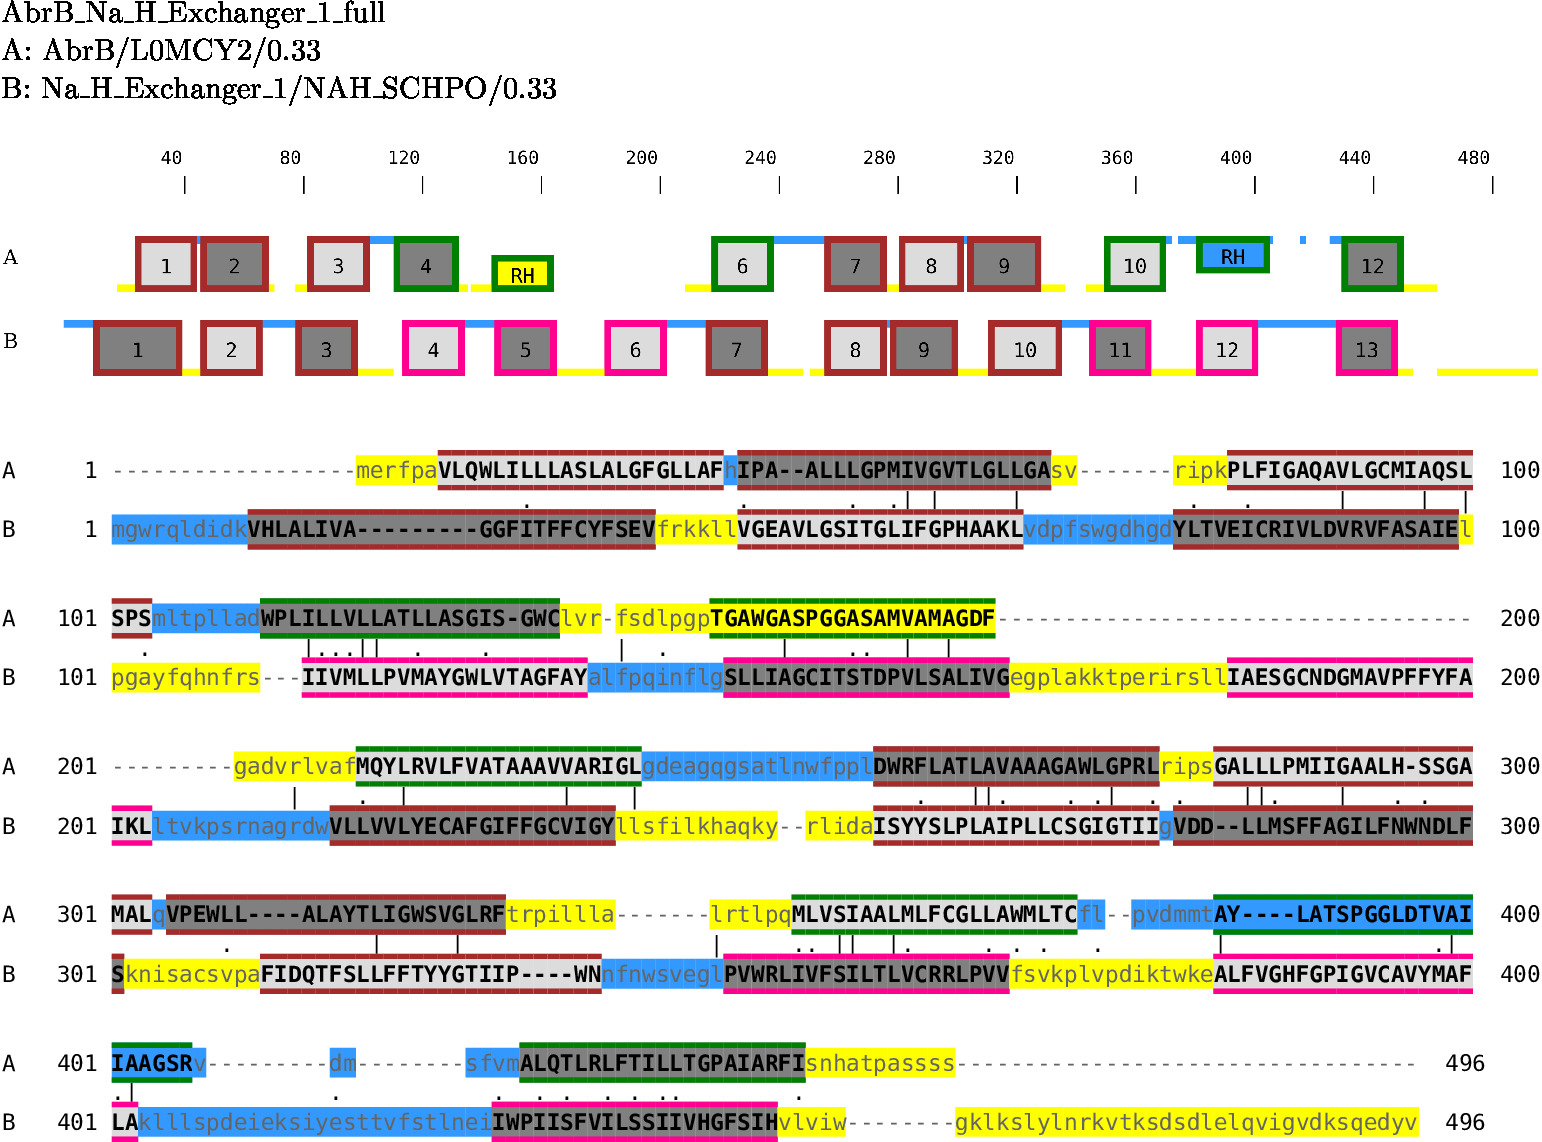 AbrB_Na_H_Exchanger_1_full
A: AbrB/L0MCY2/0.33
B: Na_H_Exchanger_1/NAH_SCHPO/0.33
40 80 120 160 200 240 280 320 360 400 440 480
A 1 2 3 4 RH 6 7 8 9 10 RH 12
B 1 2 3 4 5 6 7 8 9 10 11 12 13
A 1 ------------------merfpaVLQWLILLLASLALGFGLLAFhIPA--ALLLGPMIVGVTLGLLGAsv-------ripkPLFIGAQAVLGCMIAQSL 100
B 1 mgwrqldidkVHLALIVA---------GGFITFFCYFSEVfrkkllVGEAVLGSITGLIFGPHAAKLvdpfswgdhgdYLTVEICRIVLDVRVFASAIEl 100
A 101 SPSmltplladWPLILLVLLATLLASGIS-GWClvr-fsdlpgpTGAWGASPGGASAMVAMAGDF----------------------------------- 200
B 101 pgayfqhnfrs---IIVMLLPVMAYGWLVTAGFAYalfpqinflgSLLIAGCITSTDPVLSALIVGegplakktperirsllIAESGCNDGMAVPFFYFA 200
A 201 ---------gadvrlvafMQYLRVLFVATAAAVVARIGLgdeagqgsatlnwfpplDWRFLATLAVAAAGAWLGPRLripsGALLLPMIIGAALH-SSGA 300
B 201 IKLltvkpsrnagrdwVLLVVLYECAFGIFFGCVIGYllsfilkhaqky--rlidaISYYSLPLAIPLLCSGIGTIIgVDD--LLMSFFAGILFNWNDLF 300
A 301 MALqVPEWLL----ALAYTLIGWSVGLRFtrpillla-------lrtlpqMLVSIAALMLFCGLLAWMLTCfl--pvdmmtAY----LATSPGGLDTVAI 400
B 301 SknisacsvpaFIDQTFSLLFFTYYGTIIP----WNnfnwsveglPVWRLIVFSILTLVCRRLPVVfsvkplvpdiktwkeALFVGHFGPIGVCAVYMAF 400
A 401 IAAGSRv---------dm--------sfvmALQTLRLFTILLTGPAIARFIsnhatpassss---------------------------------- 496
B 401 LAklllspdeieksiyesttvfstlneiIWPIISFVILSSIIVHGFSIHvlviw--------gklkslylnrkvtksdsdlelqvigvdksqedyv 496